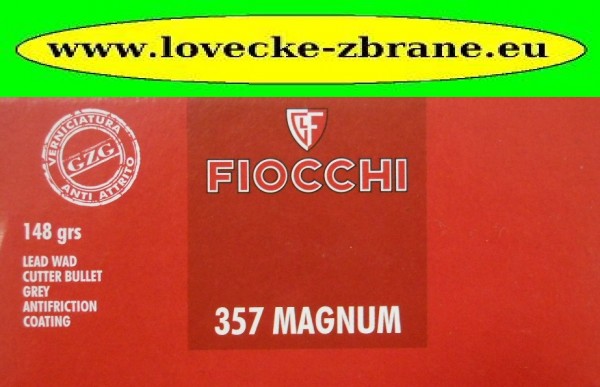 www.lovecke-zbrane.eu
VERNICIATURA
GZG
ANTI ATTRITO
FIOCCHI
148 grs
LEAD WAD
CUTTER BULLET
GREY
ANTIFRICTION
COATING
357 MAGNUM